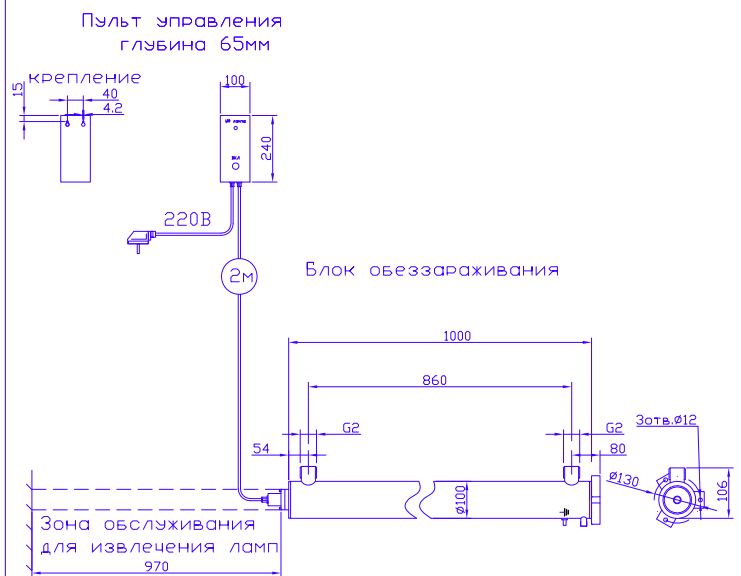 Пульт управления
глубина 65мм
крепление
15
40
4.2
100
240
ВКЛ
220В
2м
Блок обеззараживания
1000
860
G2
G2
54
80
3отв.Ø12
Ø130
106
Ø100
Зона обслуживания
для извлечения ламп
970